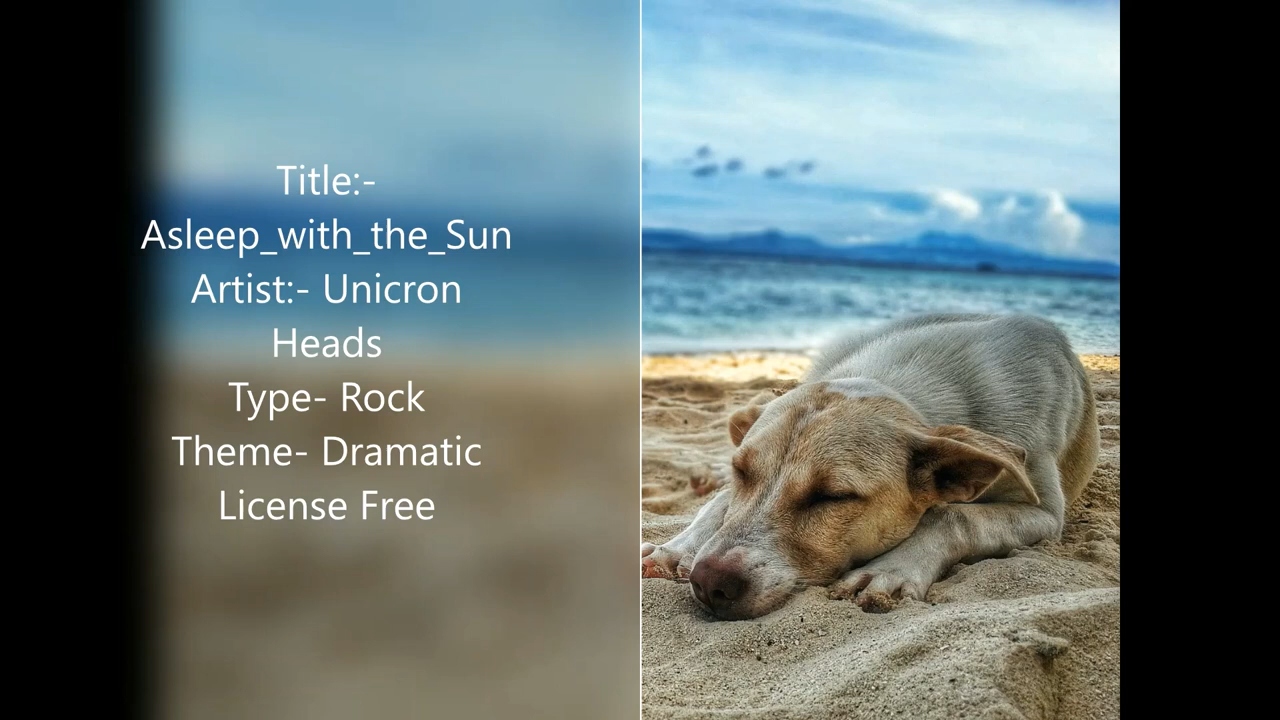 Title:-
Asleep_with_the_Sun
Artist:- Unicron
Heads
Type- Rock
Theme- Dramatic
License Free